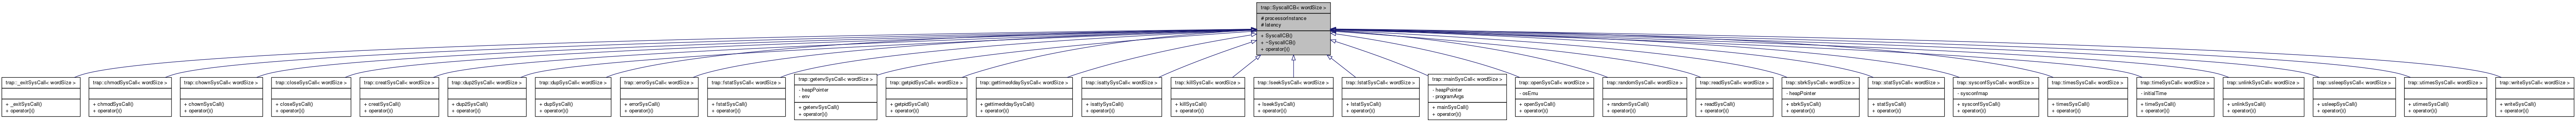 trap::SyscallCB< wordSize >
# processorInstance
# latency
+ SyscallCB()
+ ~SyscallCB()
+ operator()()
trap::_exitSysCall< wordSize >
+ _exitSysCall()
+ operator()()
trap::chmodSysCall< wordSize >
+ chmodSysCall()
+ operator()()
trap::chownSysCall< wordSize >
+ chownSysCall()
+ operator()()
trap::closeSysCall< wordSize >
+ closeSysCall()
+ operator()()
trap::creatSysCall< wordSize >
+ creatSysCall()
+ operator()()
trap::dup2SysCall< wordSize >
+ dup2SysCall()
+ operator()()
trap::dupSysCall< wordSize >
+ dupSysCall()
+ operator()()
trap::errorSysCall< wordSize >
+ errorSysCall()
+ operator()()
trap::fstatSysCall< wordSize >
+ fstatSysCall()
+ operator()()
trap::getenvSysCall< wordSize >
- heapPointer
- env
+ getenvSysCall()
+ operator()()
trap::getpidSysCall< wordSize >
+ getpidSysCall()
+ operator()()
trap::gettimeofdaySysCall< wordSize >
+ gettimeofdaySysCall()
+ operator()()
trap::isattySysCall< wordSize >
+ isattySysCall()
+ operator()()
trap::killSysCall< wordSize >
+ killSysCall()
+ operator()()
trap::lseekSysCall< wordSize >
+ lseekSysCall()
+ operator()()
trap::lstatSysCall< wordSize >
+ lstatSysCall()
+ operator()()
trap::mainSysCall< wordSize >
- heapPointer
- programArgs
+ mainSysCall()
+ operator()()
trap::openSysCall< wordSize >
- osEmu
+ openSysCall()
+ operator()()
trap::randomSysCall< wordSize >
+ randomSysCall()
+ operator()()
trap::readSysCall< wordSize >
+ readSysCall()
+ operator()()
trap::sbrkSysCall< wordSize >
- heapPointer
+ sbrkSysCall()
+ operator()()
trap::statSysCall< wordSize >
+ statSysCall()
+ operator()()
trap::sysconfSysCall< wordSize >
- sysconfmap
+ sysconfSysCall()
+ operator()()
trap::timesSysCall< wordSize >
+ timesSysCall()
+ operator()()
trap::timeSysCall< wordSize >
- initialTime
+ timeSysCall()
+ operator()()
trap::unlinkSysCall< wordSize >
+ unlinkSysCall()
+ operator()()
trap::usleepSysCall< wordSize >
+ usleepSysCall()
+ operator()()
trap::utimesSysCall< wordSize >
+ utimesSysCall()
+ operator()()
trap::writeSysCall< wordSize >
+ writeSysCall()
+ operator()()